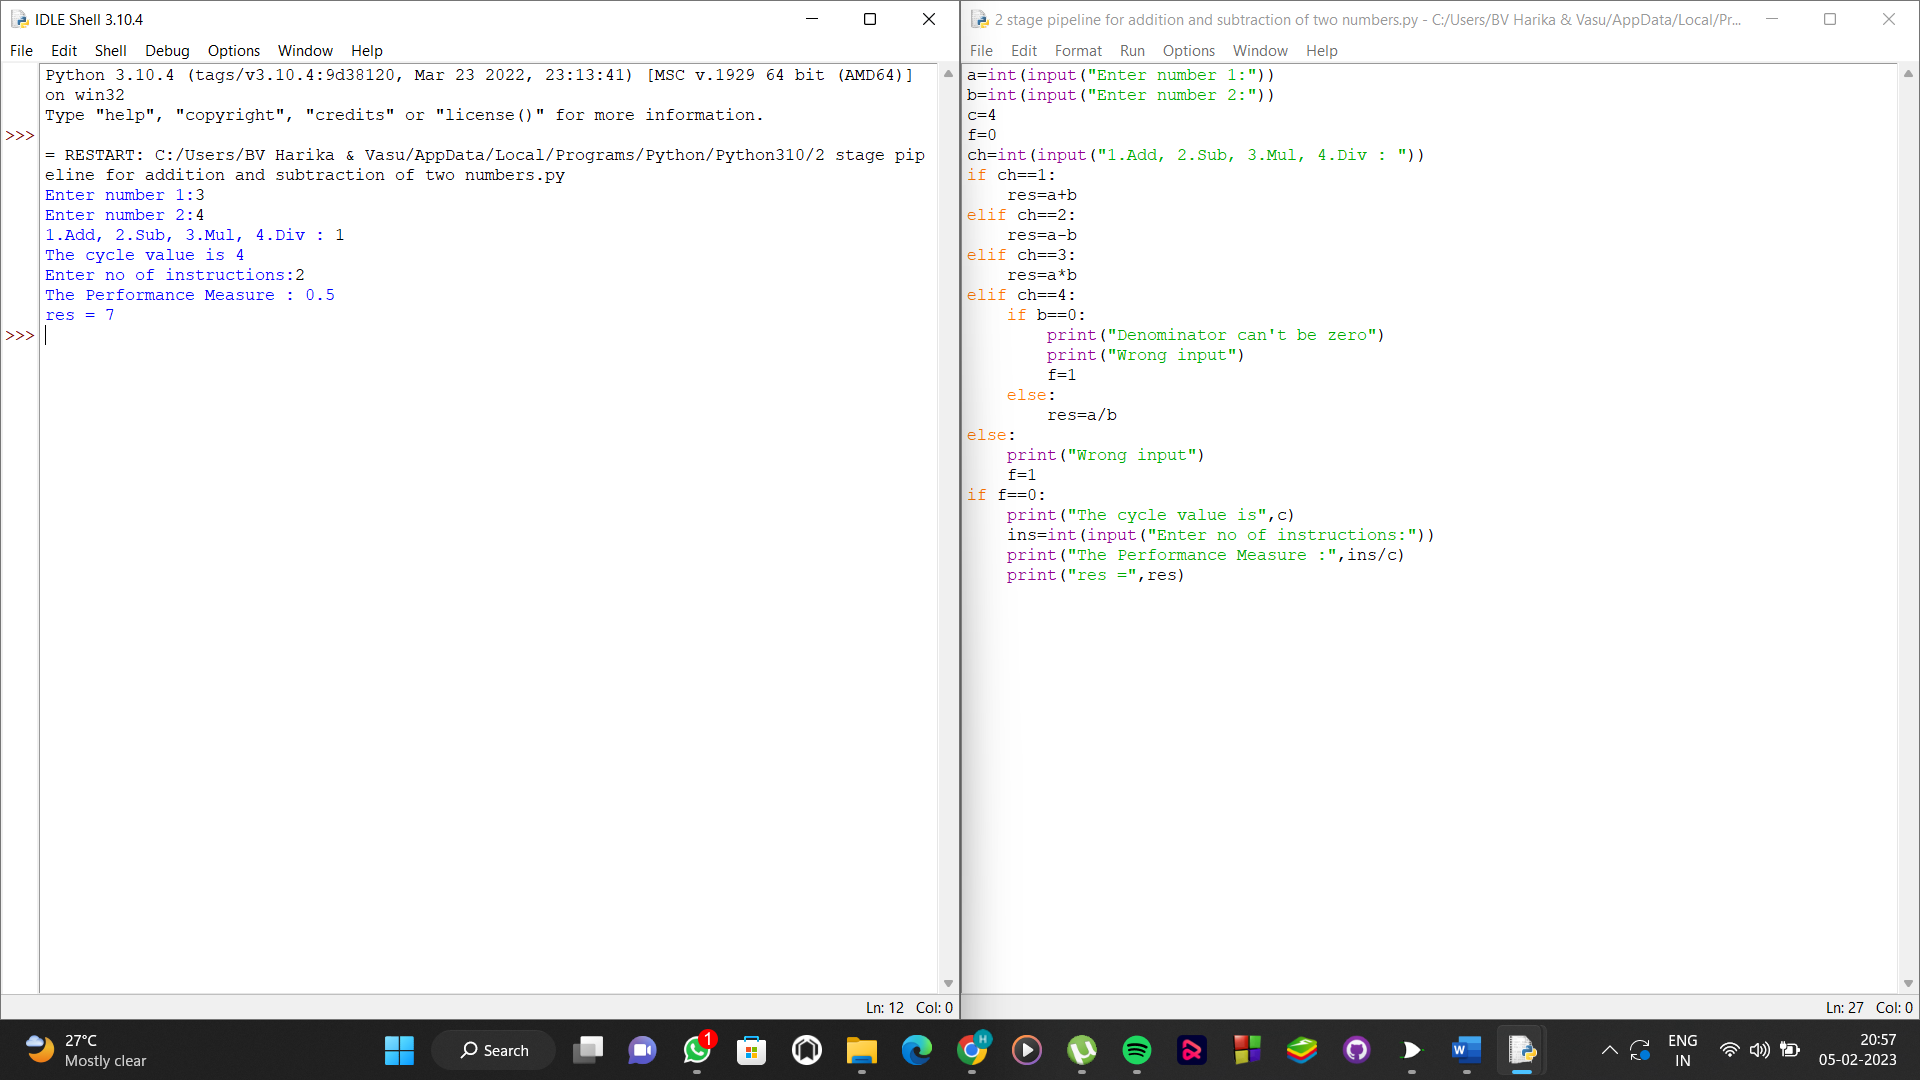 IDLE Shell 3.10.4
File Edit Shell Debug Options Window Help
Python 3.10.4 (tags/v3.10.4:9d38120, Mar 23 2022, 23:13:41) [MSC v.1929 64 bit (AMD64)]
on win32
Type "help", "copyright", "credits" or "license()" for more information.
>>>
= RESTART: C:/Users/BV Harika & Vasu/AppData/Local/Programs/Python/Python310/2 stage pip
eline for addition and subtraction of two numbers.py
Enter number 1:3
Enter number 2:4
1.Add, 2.Sub, 3.Mul, 4.Div : 1
The cycle value is 4
Enter no of instructions:2
The Performance Measure : 0.5
res = 7
>>>
Ln: 12 Col: 0
2 stage pipeline for addition and subtraction of two numbers.py - C:/Users/BV Harika & Vasu/AppData/Local/Pr...
File Edit Format Run Options Window Help
a=int(input("Enter number 1:"))
b=int(input("Enter number 2:"))
c=4
f=0
ch=int(input("1.Add, 2.Sub, 3.Mul, 4.Div : "))
if ch==1:
    res=a+b
elif ch==2:
    res=a-b
elif ch==3:
    res=a*b
elif ch==4:
    if b==0:
        print("Denominator can't be zero")
        print("Wrong input")
        f=1
    else:
        res=a/b
else:
    print("Wrong input")
    f=1
if f==0:
    print("The cycle value is",c)
    ins=int(input("Enter no of instructions:"))
    print("The Performance Measure :",ins/c)
    print("res =",res)
Ln: 27 Col: 0
27°C
Mostly clear
Search
1
H
W
ENG
IN
20:57
05-02-2023